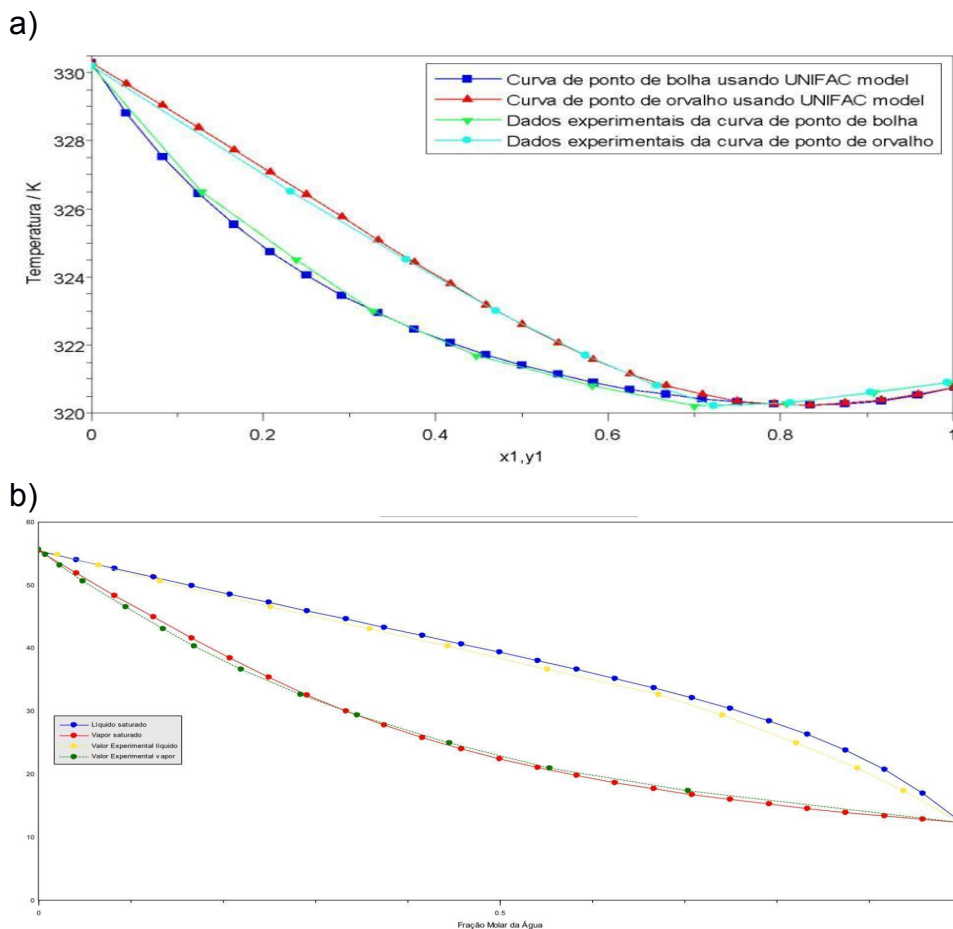 a)
Temperatura / K
330
328
326
324
322
320
Curva de ponto de bolha usando UNIFAC model
Curva de ponto de orvalho usando UNIFAC model
Dados experimentais da curva de ponto de bolha
Dados experimentais da curva de ponto de orvalho
0
0.2
0.4
0.6
0.8
1
x1,y1
b)
60
50
40
30
20
10
0
Líquido saturado
Vapor saturado
Valor Experimental líquido
Valor Experimental vapor
0
0.5
Fração Molar da Água